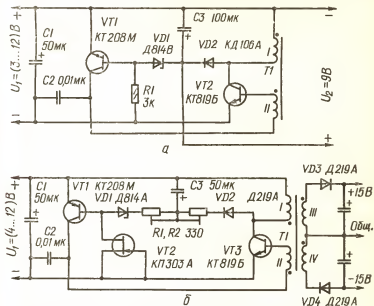 +
−
C3 100мк
VT1
КТ208М
VD1
Д814В
VD2
КД106А
C1
50мк
I
T1
U₁=(3...12)В
C2 0,01мк
R1
3к
VT2
КТ819Б
II
U₂=9В
−
+
а
+
C1
50мк
VT1 КТ208М
VD1 Д814А
C3 50мк
VD2
Д219А
VD3 Д219А
+15В
I
III
R1, R2 330
U₁=(4...12)В
C2
0,01мк
VT2
КП303А
VT3
КТ819Б
T1
II
IV
Общ.
−15В
−
б
VD4 Д219А